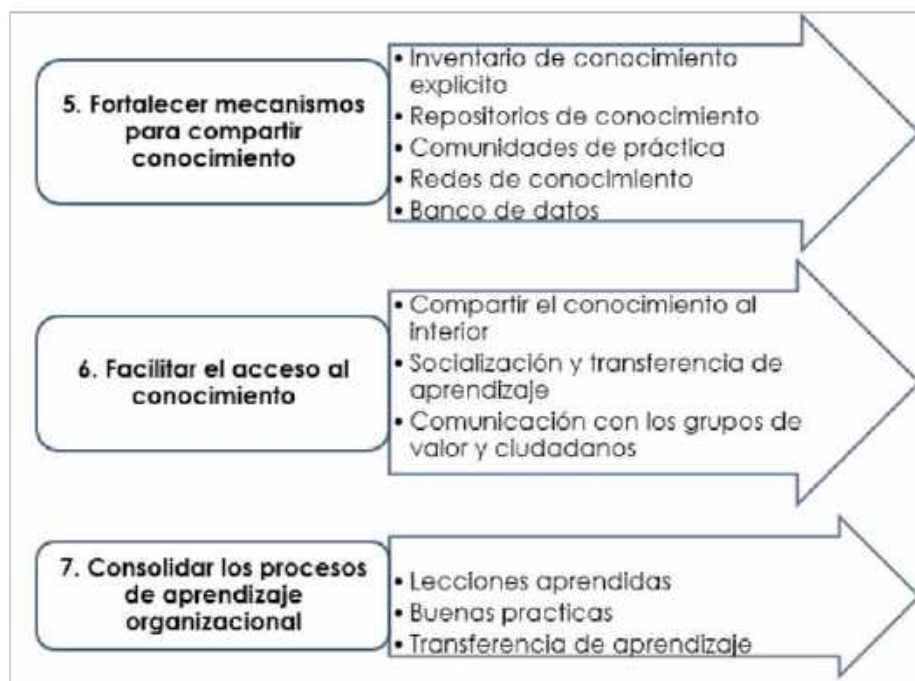 5. Fortalecer mecanismos
para compartir
conocimiento
• Inventario de conocimiento
explicito
• Repositorios de conocimiento
• Comunidades de práctica
• Redes de conocimiento
• Banco de datos
6. Facilitar el acceso al
conocimiento
• Compartir el conocimiento al
interior
• Socialización y transferencia de
aprendizaje
• Comunicación con los grupos de
valor y ciudadanos
7. Consolidar los procesos
de aprendizaje
organizacional
• Lecciones aprendidas
• Buenas practicas
• Transferencia de aprendizaje